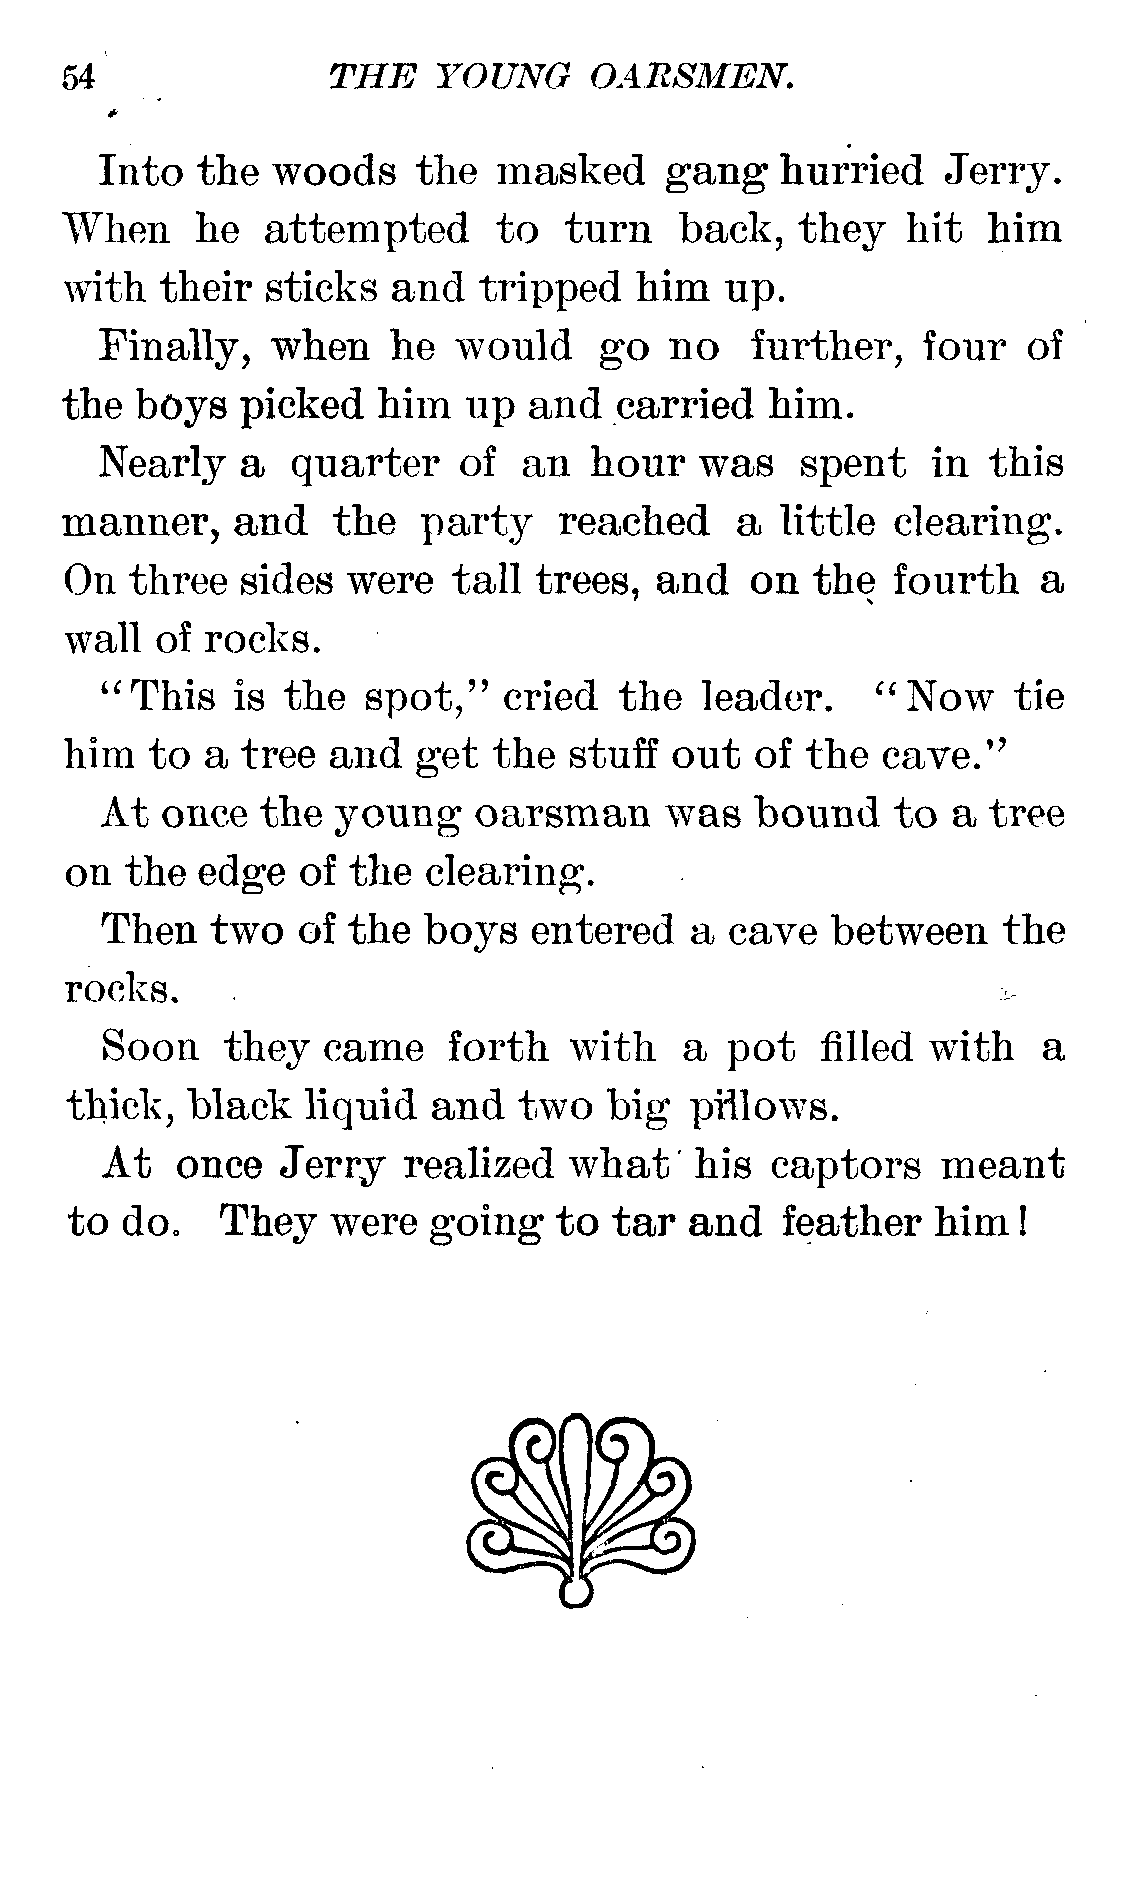 54 THE YOUNG OARSMEN.
Into the woods the masked gang hurried Jerry.
When he attempted to turn back, they hit him
with their sticks and tripped him up.
Finally, when he would go no further, four of
the boys picked him up and carried him.
Nearly a quarter of an hour was spent in this
manner, and the party reached a little clearing.
On three sides were tall trees, and on the fourth a
wall of rocks.
“This is the spot,” cried the leader. “Now tie
him to a tree and get the stuff out of the cave.”
At once the young oarsman was bound to a tree
on the edge of the clearing.
Then two of the boys entered a cave between the
rocks.
Soon they came forth with a pot filled with a
thick, black liquid and two big pillows.
At once Jerry realized what his captors meant
to do. They were going to tar and feather him!